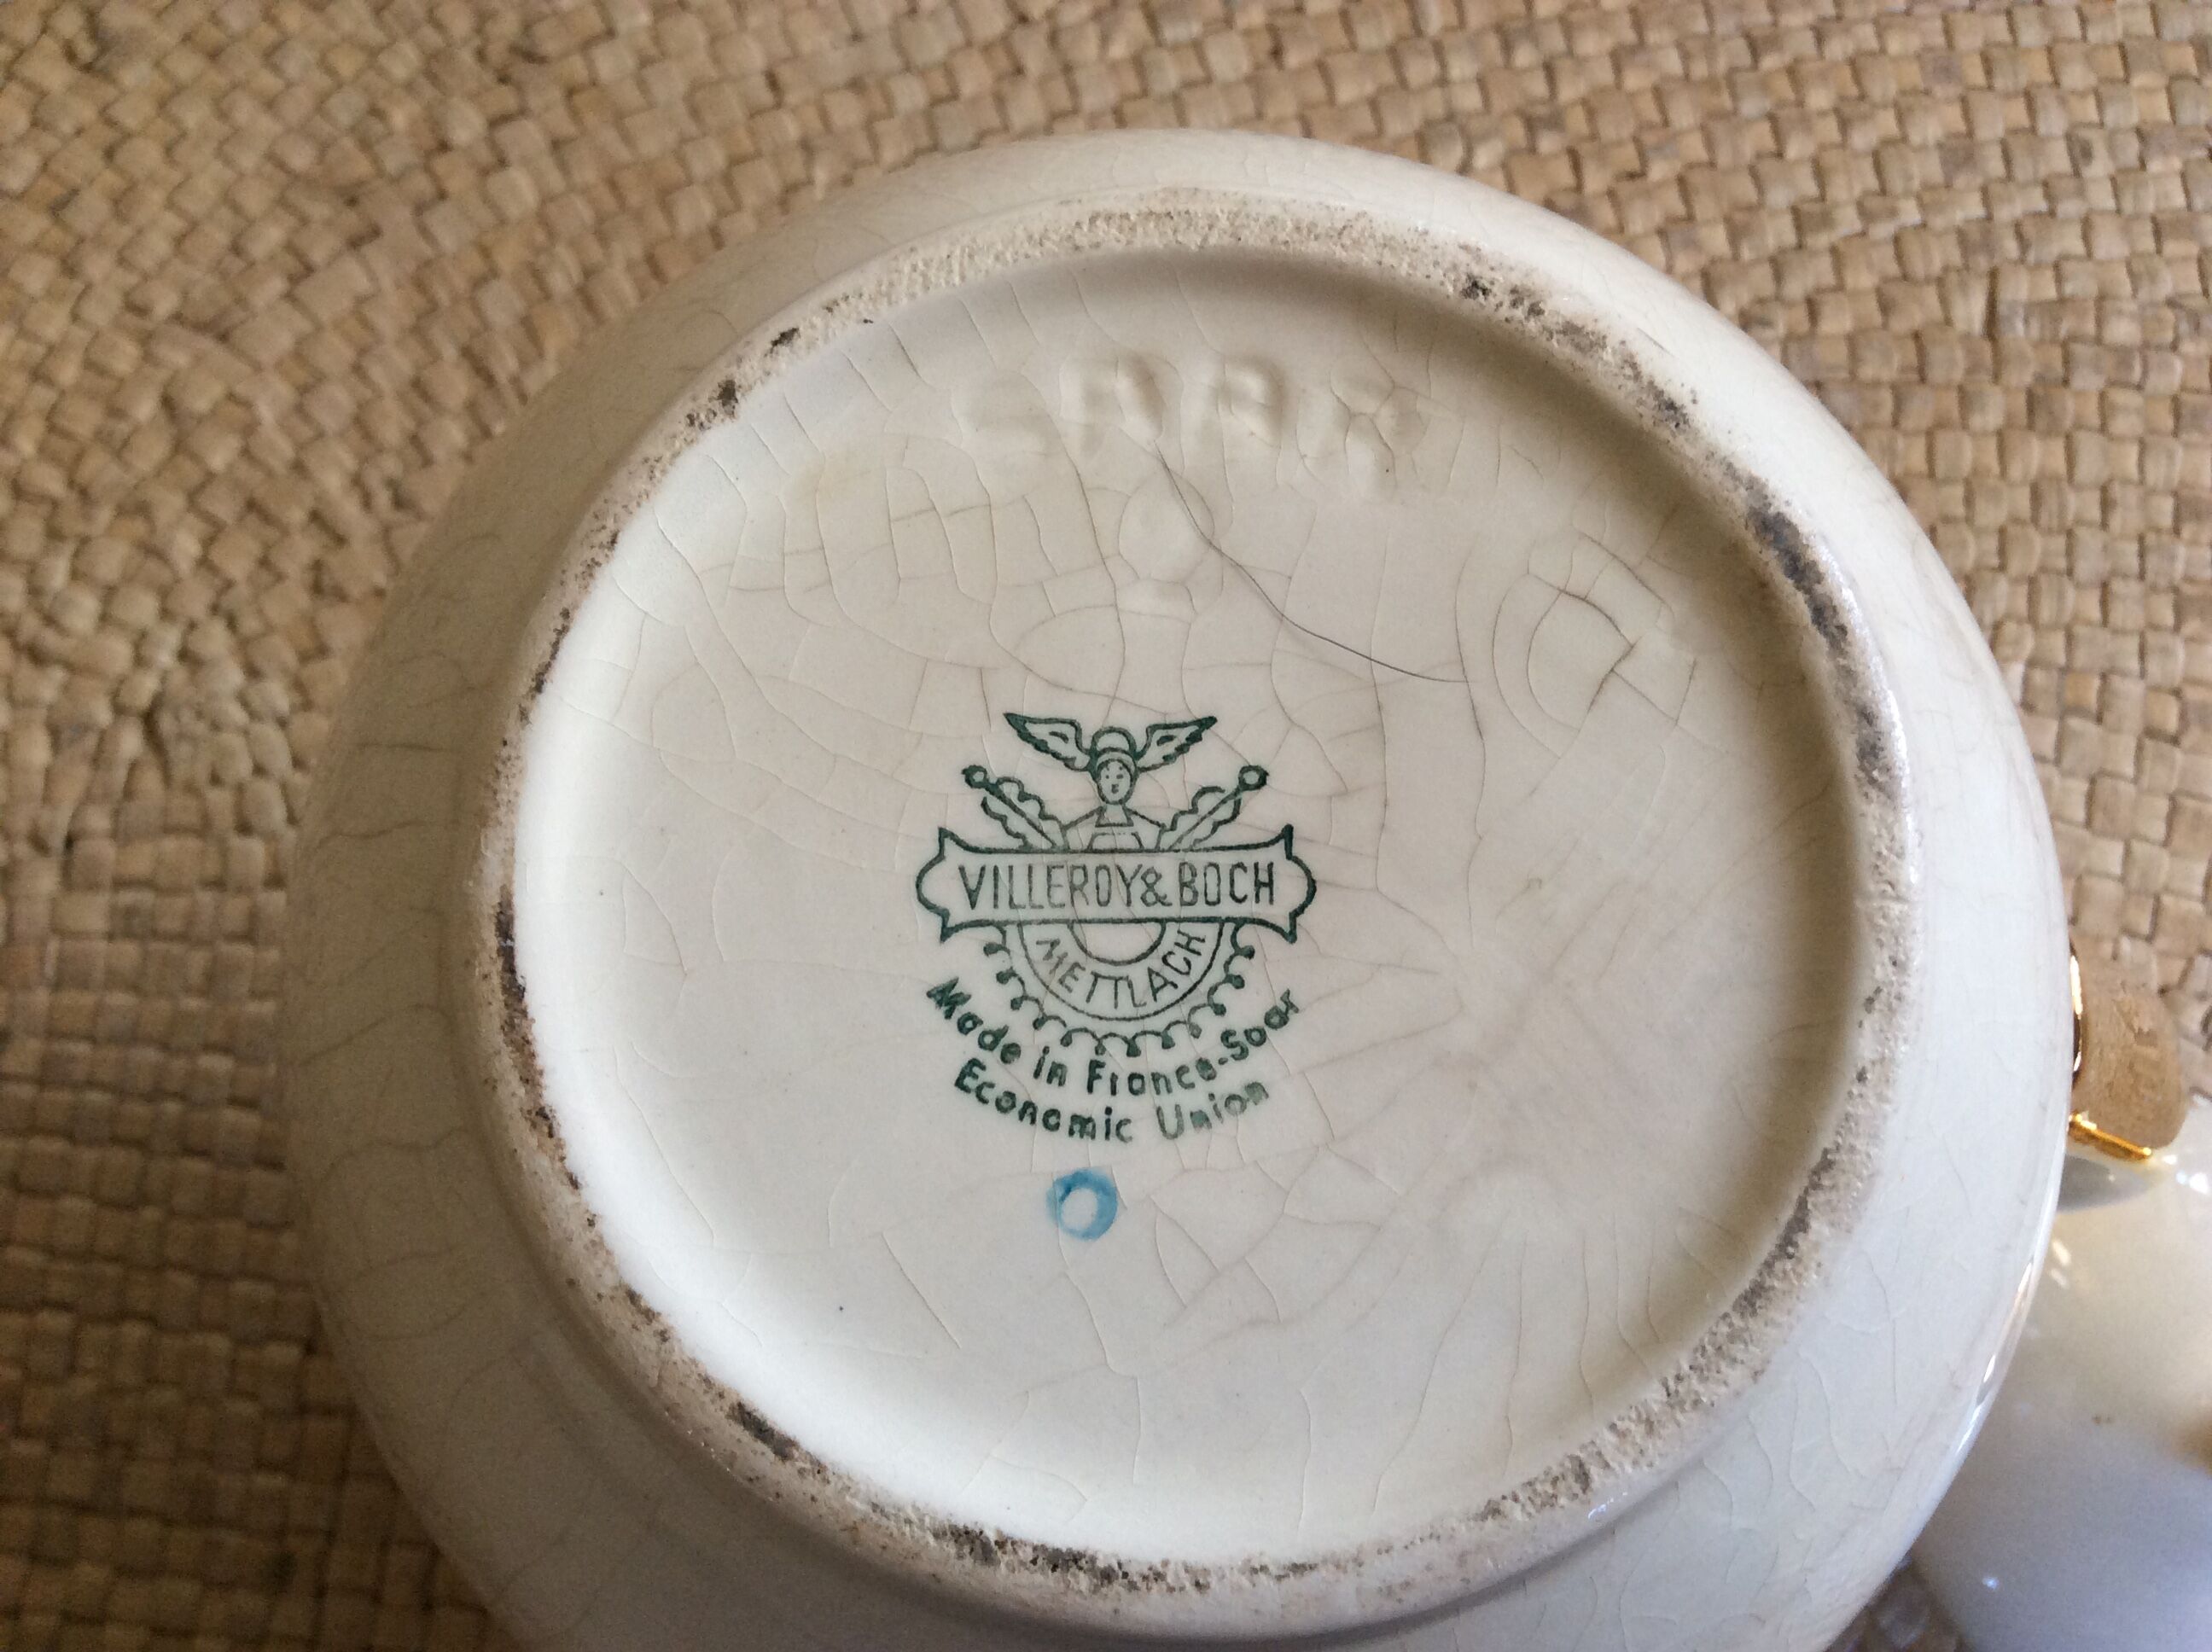 SAAR
VILLEROY & BOCH
METTLACH
Made in France-Saar
Economic Union